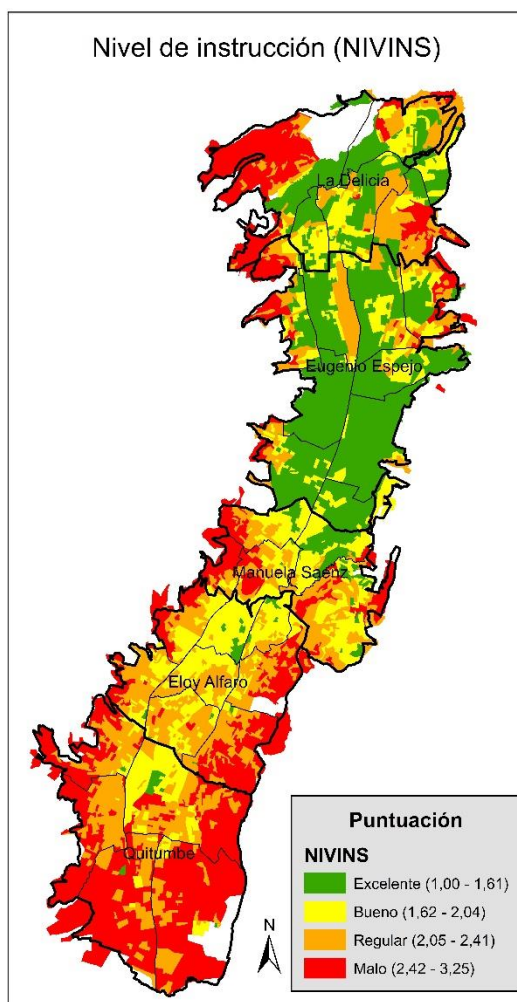 Nivel de instrucción (NIVINS)
La Delicia
Eugenio Espejo
Manuela Sáenz
Eloy Alfaro
Quitumbe
N
Puntuación
NIVINS
Excelente (1,00 - 1,61)
Bueno (1,62 - 2,04)
Regular (2,05 - 2,41)
Malo (2,42 - 3,25)